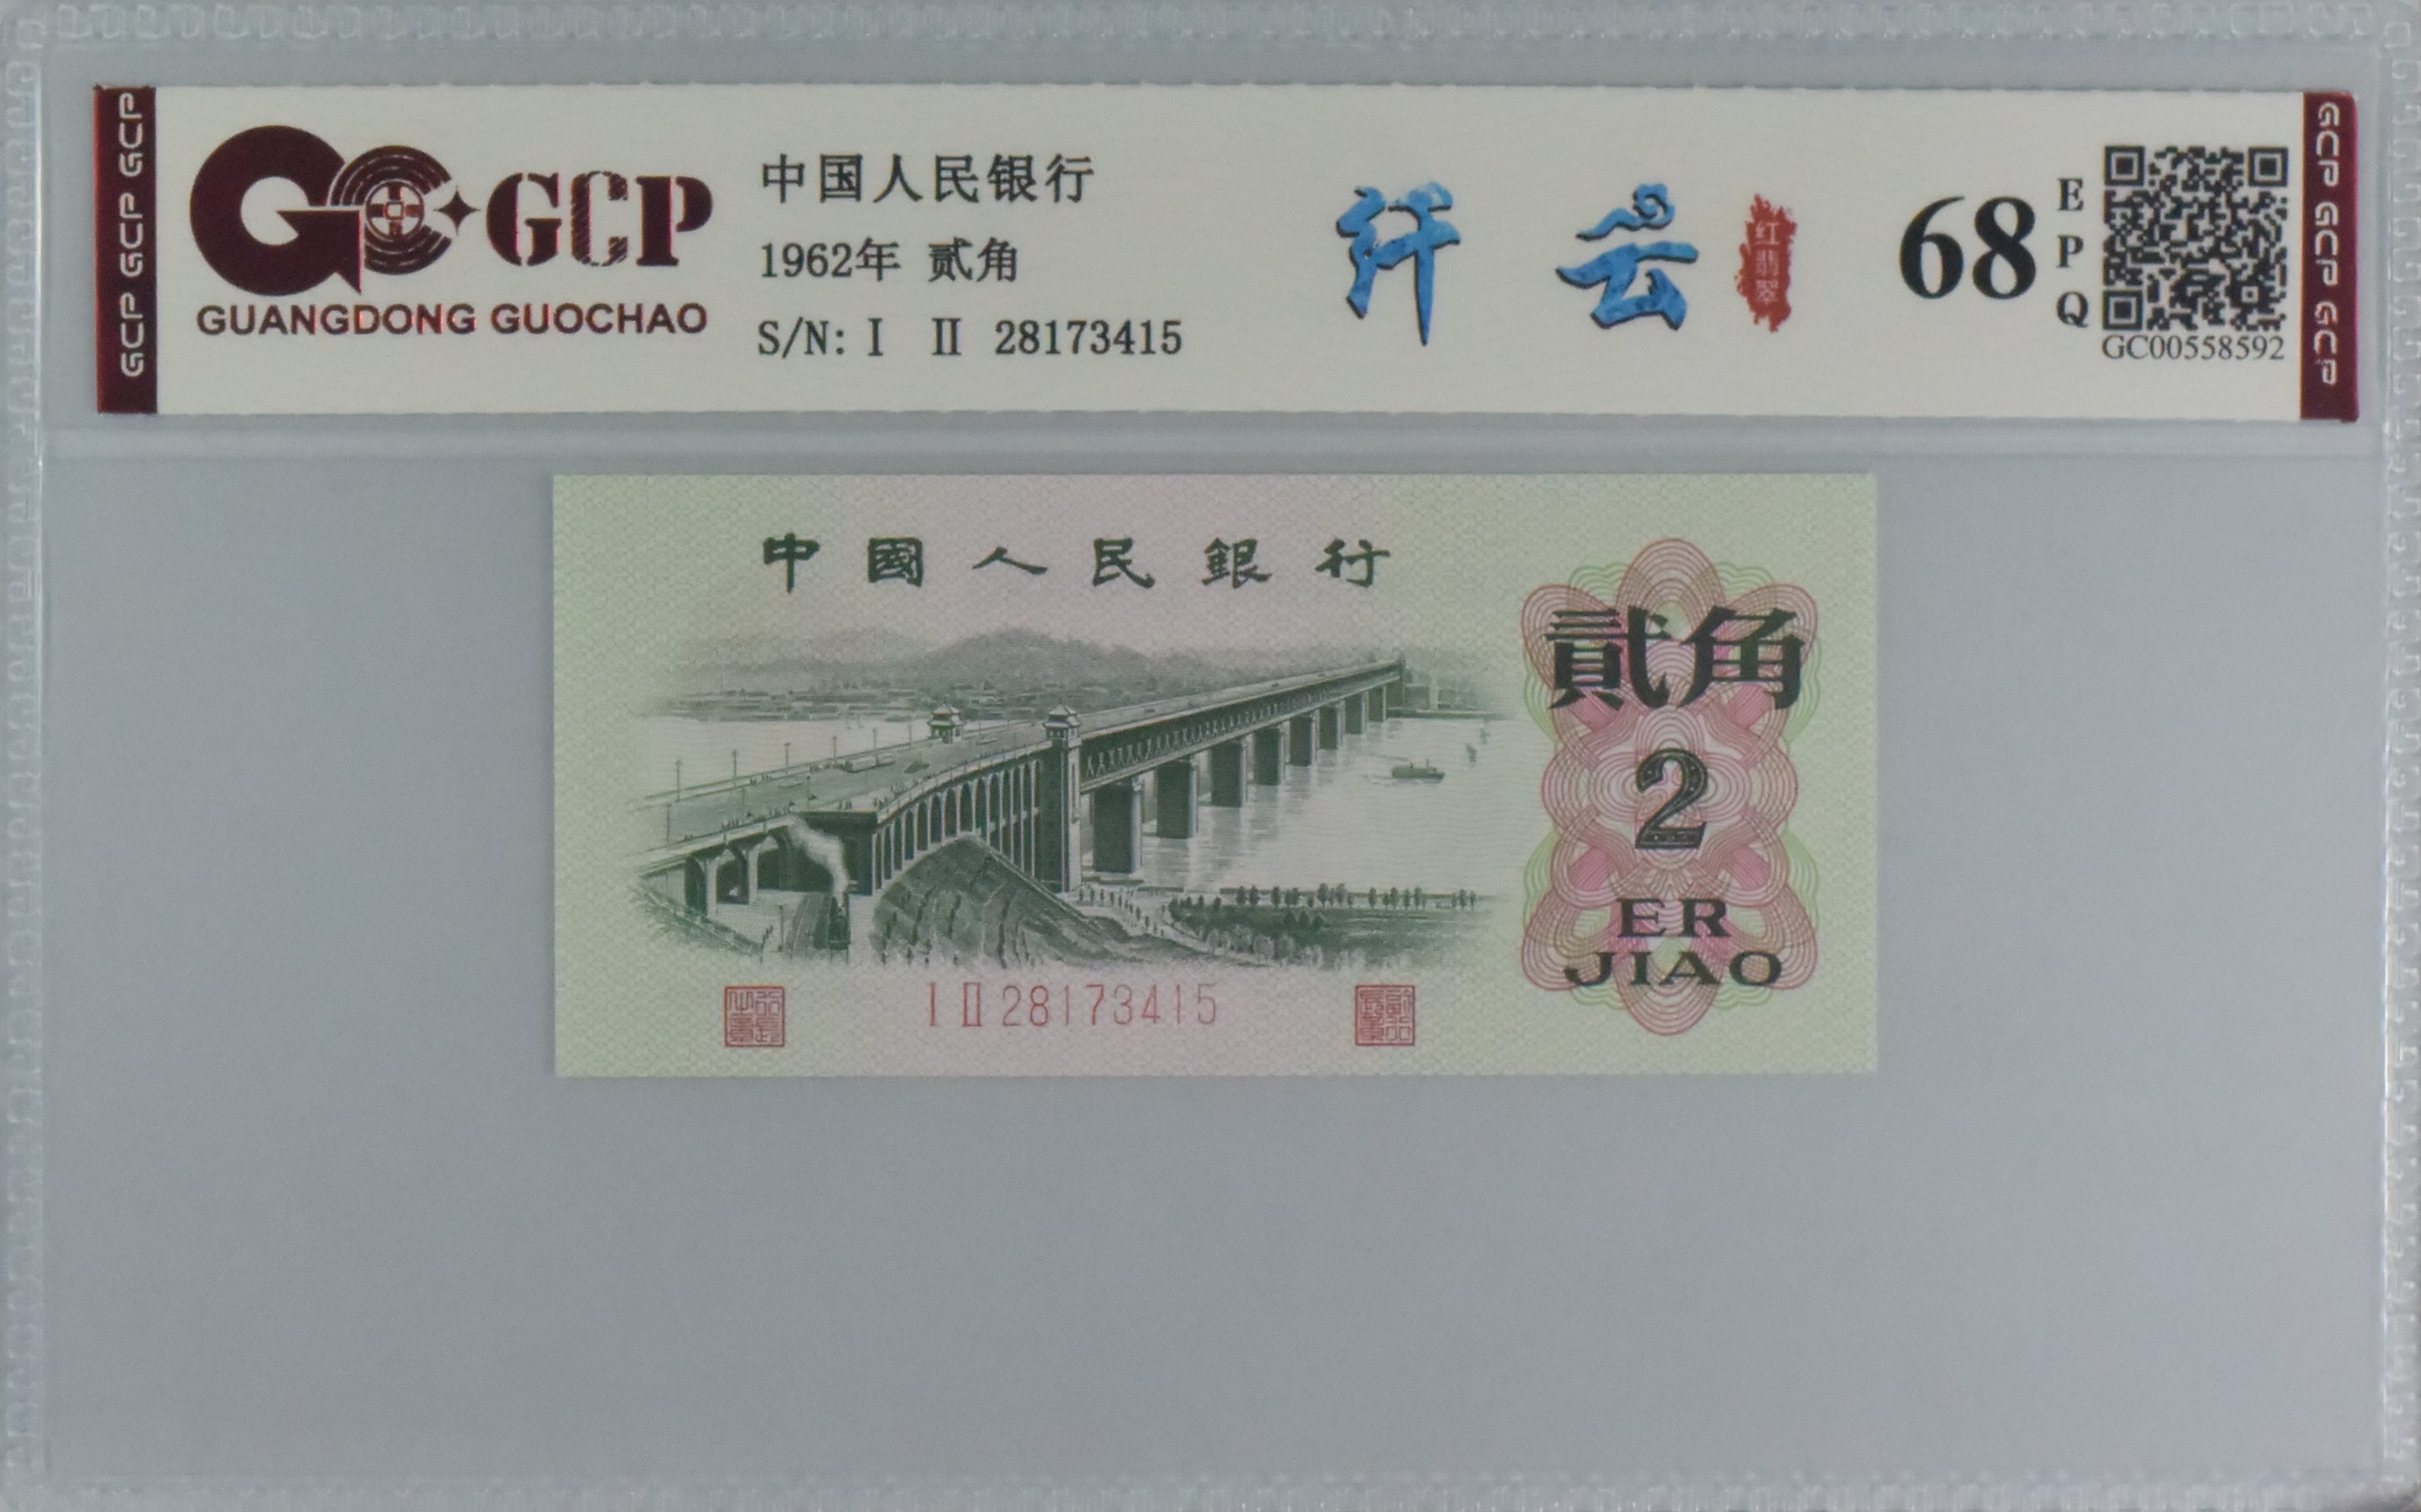 GCP GCP GCP
GCP
GUANGDONG GUOCHAO
中国人民银行
1962年 贰角
S/N: I II 28173415
纤云
红翡翠
68
EPQ
GC00558592
GCP GCP GCP
中國人民銀行
貳角
2
ER
JIAO
I II 28173415